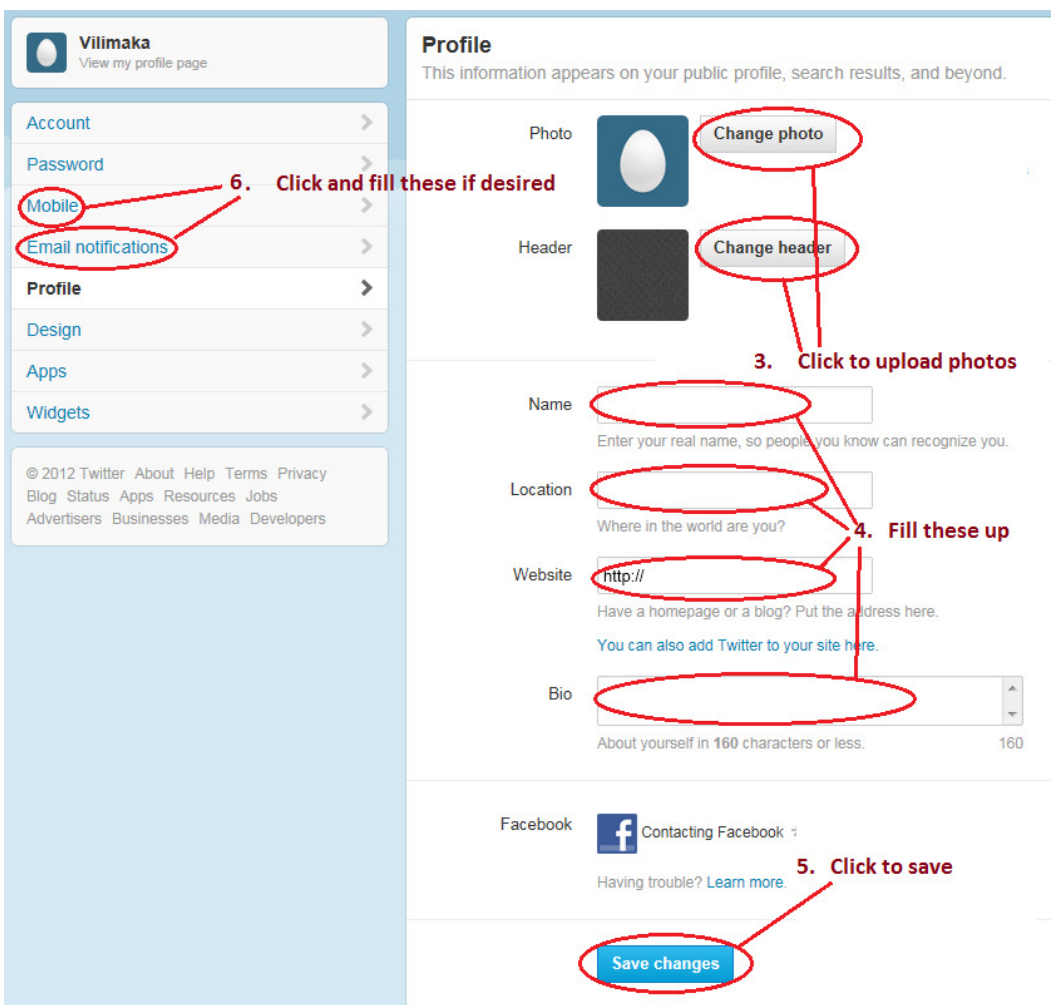 Vilimaka
View my profile page
Account
Password
Mobile
Email notifications
Profile
Design
Apps
Widgets
6. Click and fill these if desired
© 2012 Twitter About Help Terms Privacy
Blog Status Apps Resources Jobs
Advertisers Businesses Media Developers
Profile
This information appears on your public profile, search results, and beyond.
Photo
Change photo
Header
Change header
3. Click to upload photos
Name
Enter your real name, so people you know can recognize you.
Location
Where in the world are you?
4. Fill these up
Website
http://
Have a homepage or a blog? Put the address here.
You can also add Twitter to your site here.
Bio
About yourself in 160 characters or less.
160
Facebook
f
Contacting Facebook
Having trouble? Learn more.
5. Click to save
Save changes